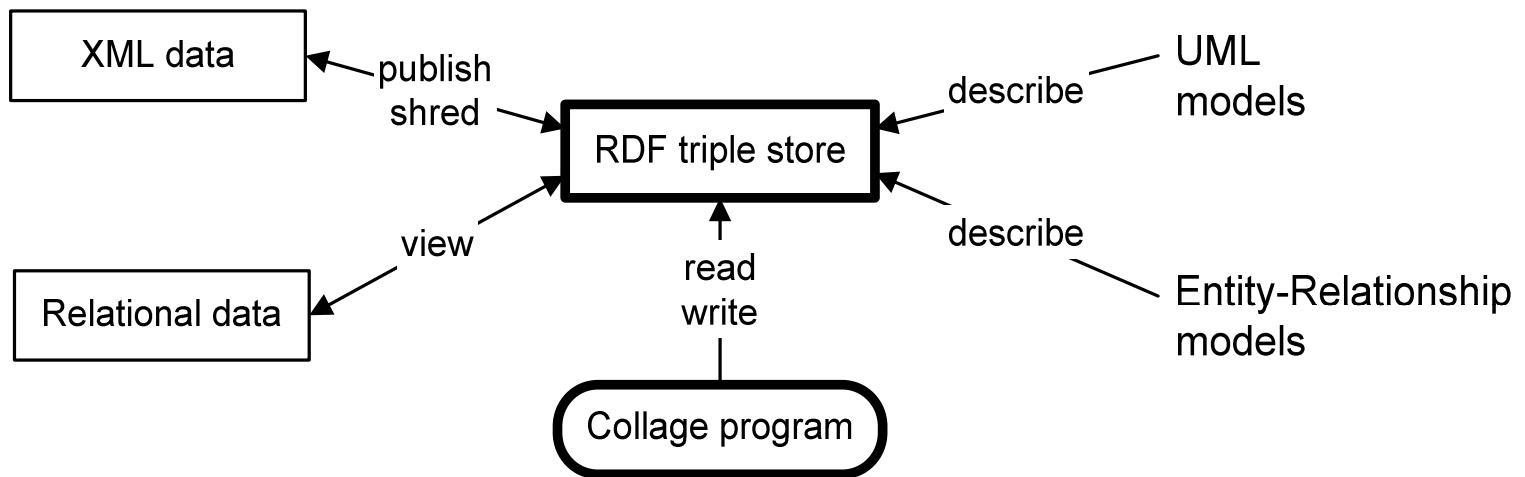 XML data
publish
shred
RDF triple store
describe
UML
models
view
Relational data
read
write
describe
Entity-Relationship
models
Collage program